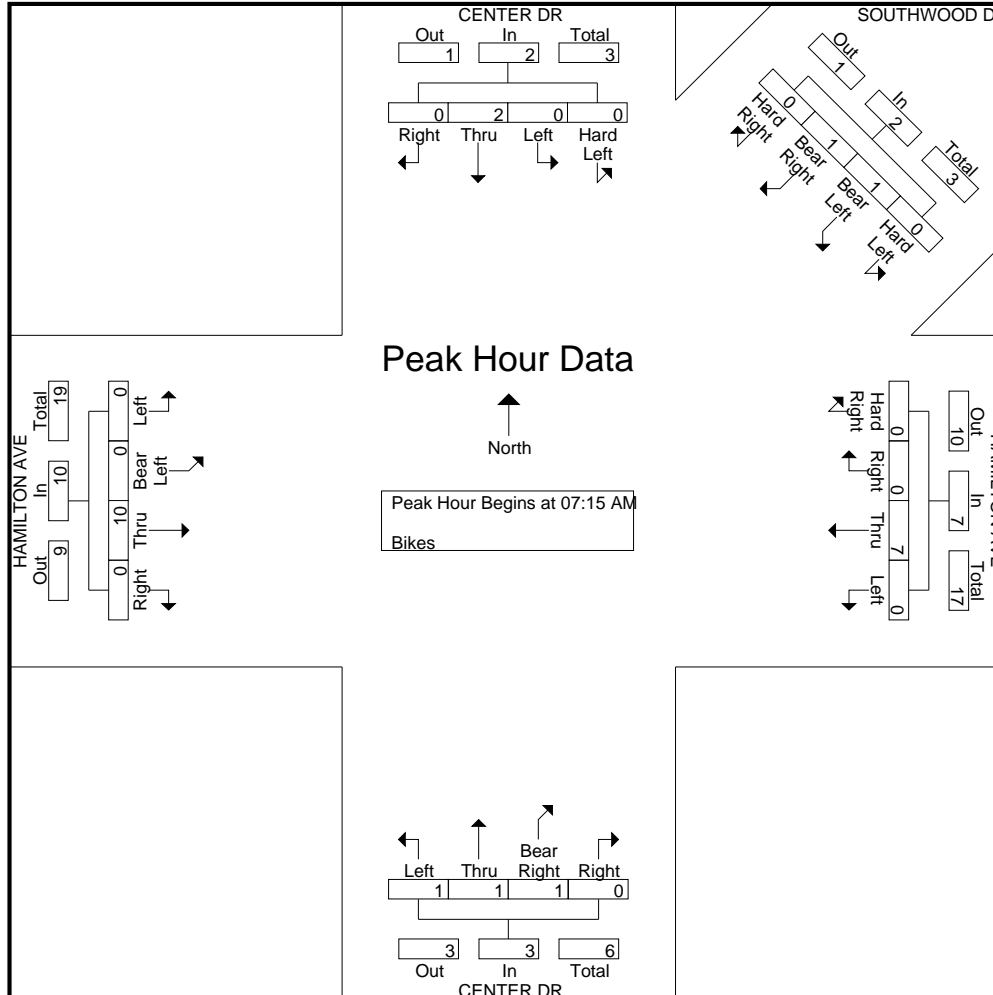 CENTER DR
Out In Total
1 2 3
0 2 0 0
Right Thru Left Hard Left
SOUTHWOOD D
Out In Total
1 2 3
0 1 1 0
Hard Right Bear Right Bear Left Hard Left
Peak Hour Data
North
Peak Hour Begins at 07:15 AM
Bikes
HAMILTON AVE
Out In Total
9 10 19
0 10 0 0
Right Thru Bear Left Left
Out In Total
10 7 17
0 0 7 0
Hard Right Right Thru Left
Left Thru Bear Right Right
1 1 1 0
3 3 6
Out In Total
CENTER DR